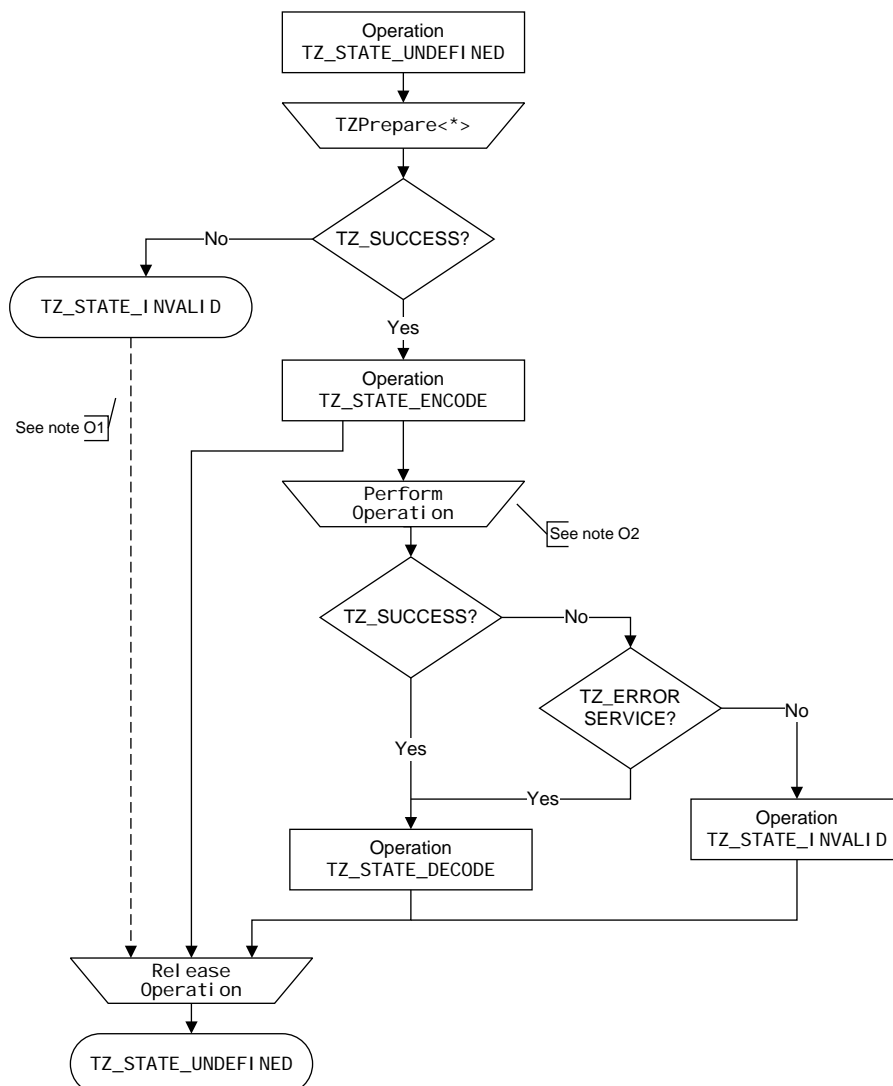 Operation
TZ_STATE_UNDEFINED
TZPrepare<*>
TZ_SUCCESS?
No
TZ_STATE_INVALID
Yes
Operation
TZ_STATE_ENCODE
See note O1
Perform
Operation
See note O2
TZ_SUCCESS?
No
TZ_ERROR
SERVICE?
No
Yes
Yes
Operation
TZ_STATE_INVALID
Operation
TZ_STATE_DECODE
Release
Operation
TZ_STATE_UNDEFINED